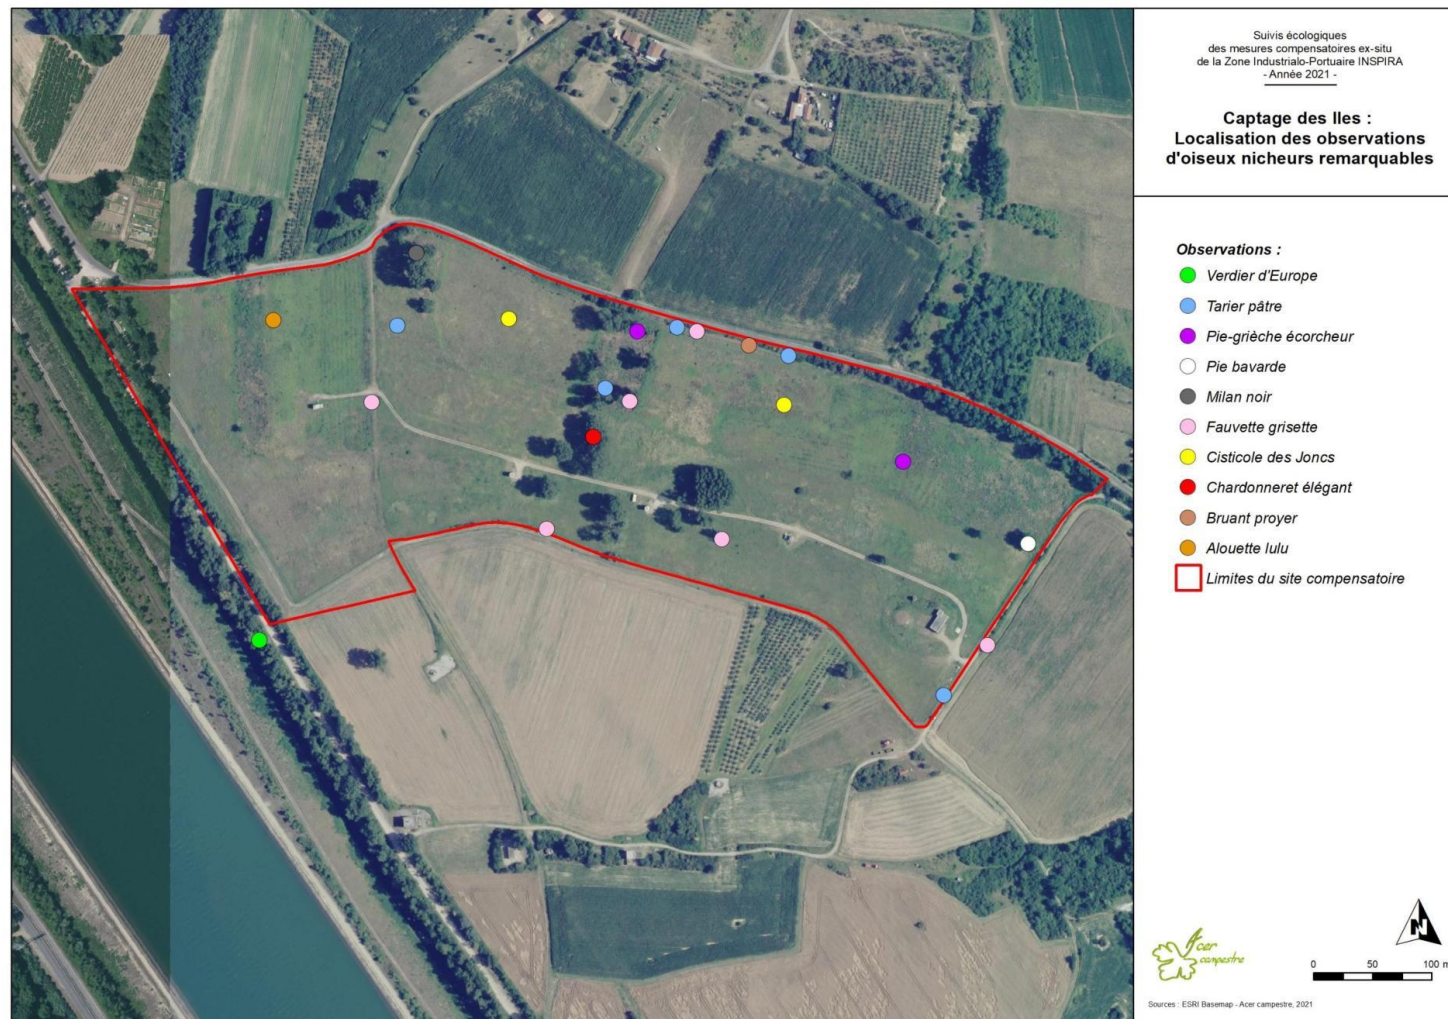 Suivis écologiques
des mesures compensatoires ex-situ
de la Zone Industrialo-Portuaire INSPIRA
- Année 2021 -
Captage des Iles :
Localisation des observations
d'oiseux nicheurs remarquables
Observations :
Verdier d'Europe
Tarier pâtre
Pie-grièche écorcheur
Pie bavarde
Milan noir
Fauvette grisette
Cisticole des Joncs
Chardonneret élégant
Bruant proyer
Alouette lulu
Limites du site compensatoire
Acer
campestre
N
0 50 100 m
Sources : ESRI Basemap - Acer campestre, 2021